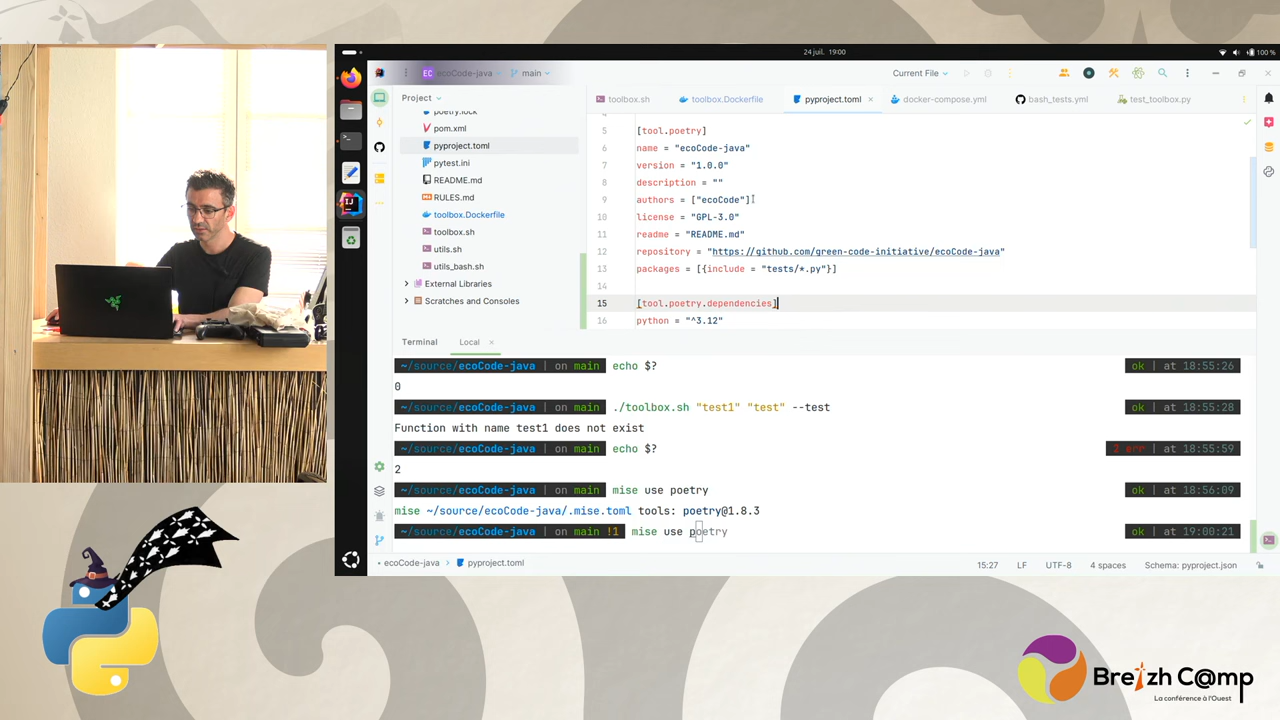 24 juil. 19:00
100 %
EC ecoCode-java
main
Current File
Project
toolbox.sh
toolbox.Dockerfile
pyproject.toml
docker-compose.yml
bash_tests.yml
test_toolbox.py
poetry.lock
pom.xml
pyproject.toml
pytest.ini
README.md
RULES.md
toolbox.Dockerfile
toolbox.sh
utils.sh
utils_bash.sh
External Libraries
Scratches and Consoles
4
5 [tool.poetry]
6 name = "ecoCode-java"
7 version = "1.0.0"
8 description = ""
9 authors = ["ecoCode"]
10 license = "GPL-3.0"
11 readme = "README.md"
12 repository = "https://github.com/green-code-initiative/ecoCode-java"
13 packages = [{include = "tests/*.py"}]
14
15 [tool.poetry.dependencies]
16 python = "^3.12"
Terminal Local
~/source/ecoCode-java | on main echo $? ok | at 18:55:26
0
~/source/ecoCode-java | on main ./toolbox.sh "test1" "test" --test ok | at 18:55:28
Function with name test1 does not exist
~/source/ecoCode-java | on main echo $? 2 err | at 18:55:59
2
~/source/ecoCode-java | on main mise use poetry ok | at 18:56:09
mise ~/source/ecoCode-java/.mise.toml tools: poetry@1.8.3
~/source/ecoCode-java | on main !1 mise use poetry ok | at 19:00:21
ecoCode-java > pyproject.toml
15:27 LF UTF-8 4 spaces Schema: pyproject.json
Breizh C@mp
La conférence à l'Ouest